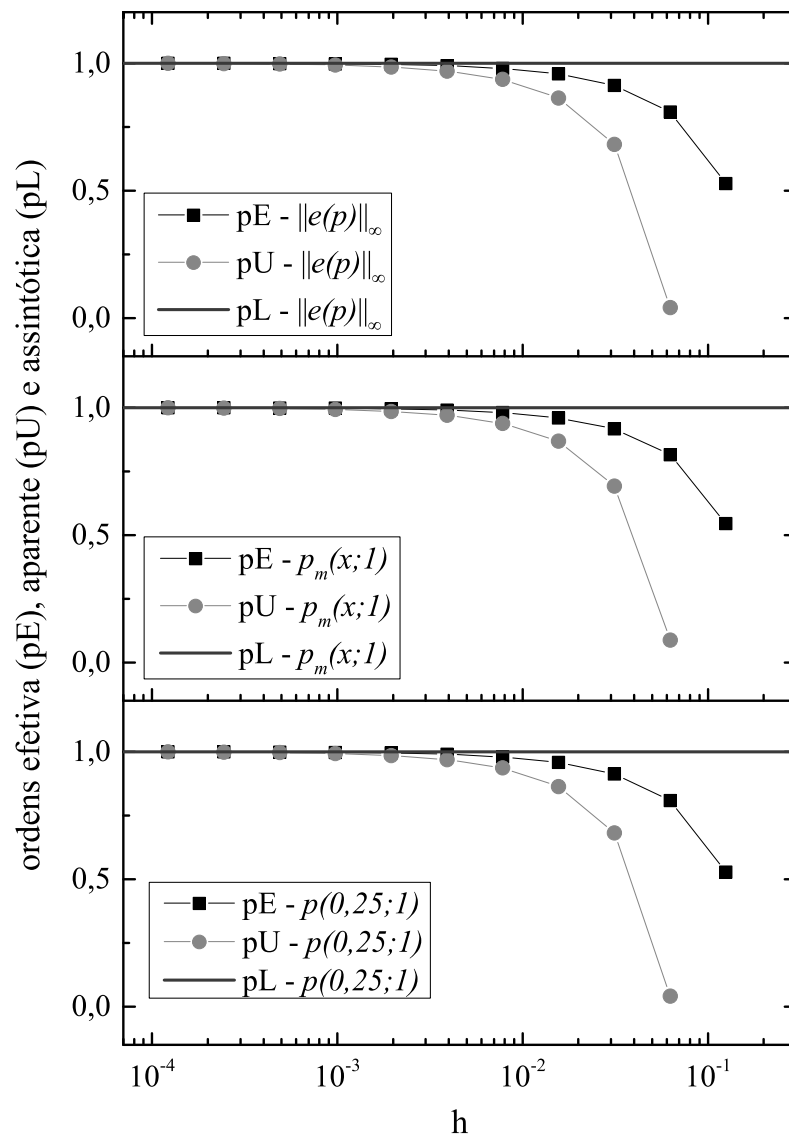 ordens efetiva (pE), aparente (pU) e assintótica (pL)
1,0
0,5
0,0
pE - ||e(p)||∞
pU - ||e(p)||∞
pL - ||e(p)||∞
1,0
0,5
0,0
pE - pₘ(x;1)
pU - pₘ(x;1)
pL - pₘ(x;1)
1,0
0,5
0,0
pE - p(0,25;1)
pU - p(0,25;1)
pL - p(0,25;1)
10⁻⁴ 10⁻³ 10⁻² 10⁻¹
h